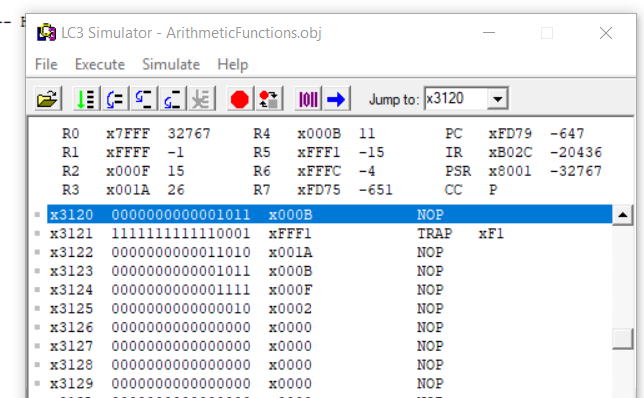 LC3 Simulator - ArithmeticFunctions.obj
File Execute Simulate Help
Jump to: x3120
R0 x7FFF 32767 R4 x000B 11 PC xFD79 -647
R1 xFFFF -1 R5 xFFF1 -15 IR xB02C -20436
R2 x000F 15 R6 xFFFC -4 PSR x8001 -32767
R3 x001A 26 R7 xFD75 -651 CC P
x3120 0000000000001011 x000B NOP
x3121 1111111111110001 xFFF1 TRAP xF1
x3122 0000000000011010 x001A NOP
x3123 0000000000001011 x000B NOP
x3124 0000000000001111 x000F NOP
x3125 0000000000000010 x0002 NOP
x3126 0000000000000000 x0000 NOP
x3127 0000000000000000 x0000 NOP
x3128 0000000000000000 x0000 NOP
x3129 0000000000000000 x0000 NOP